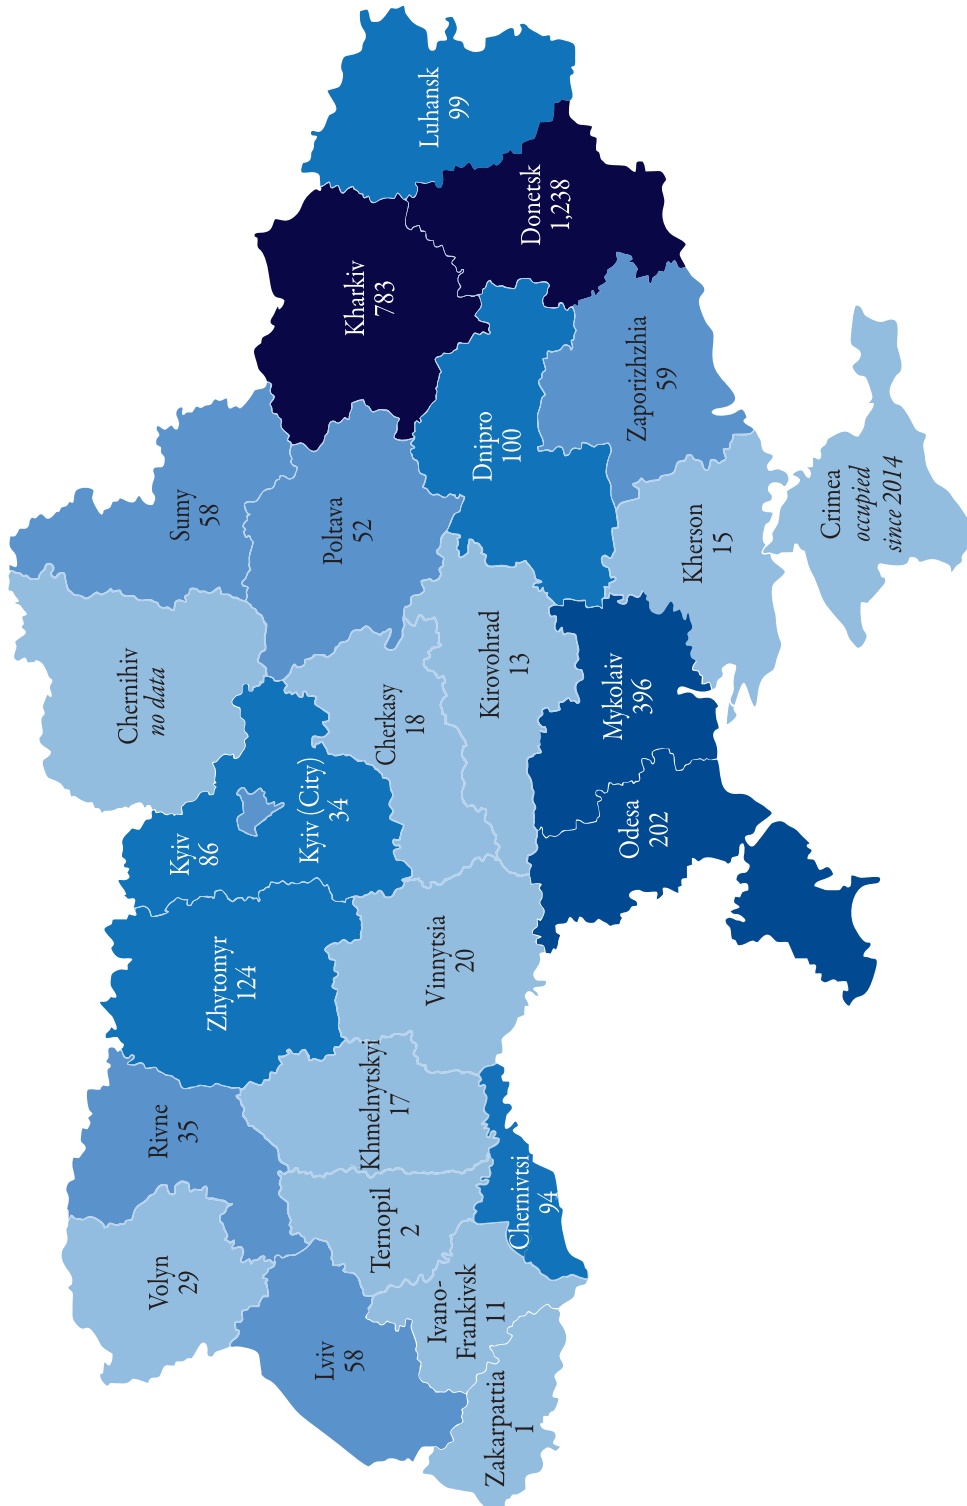 Volyn
29
Rivne
35
Zhytomyr
124
Kyiv
86
Chernihiv
no data
Sumy
58
Lviv
58
Ternopil
2
Khmelnytskyi
17
Vinnytsia
20
Kyiv (City)
34
Cherkasy
18
Poltava
52
Kharkiv
783
Luhansk
99
Zakarpattia
1
Ivano-
Frankivsk
11
Chernivtsi
94
Kirovohrad
13
Dnipro
100
Donetsk
1,238
Odesa
202
Mykolaiv
396
Kherson
15
Zaporizhzhia
59
Crimea
occupied
since 2014